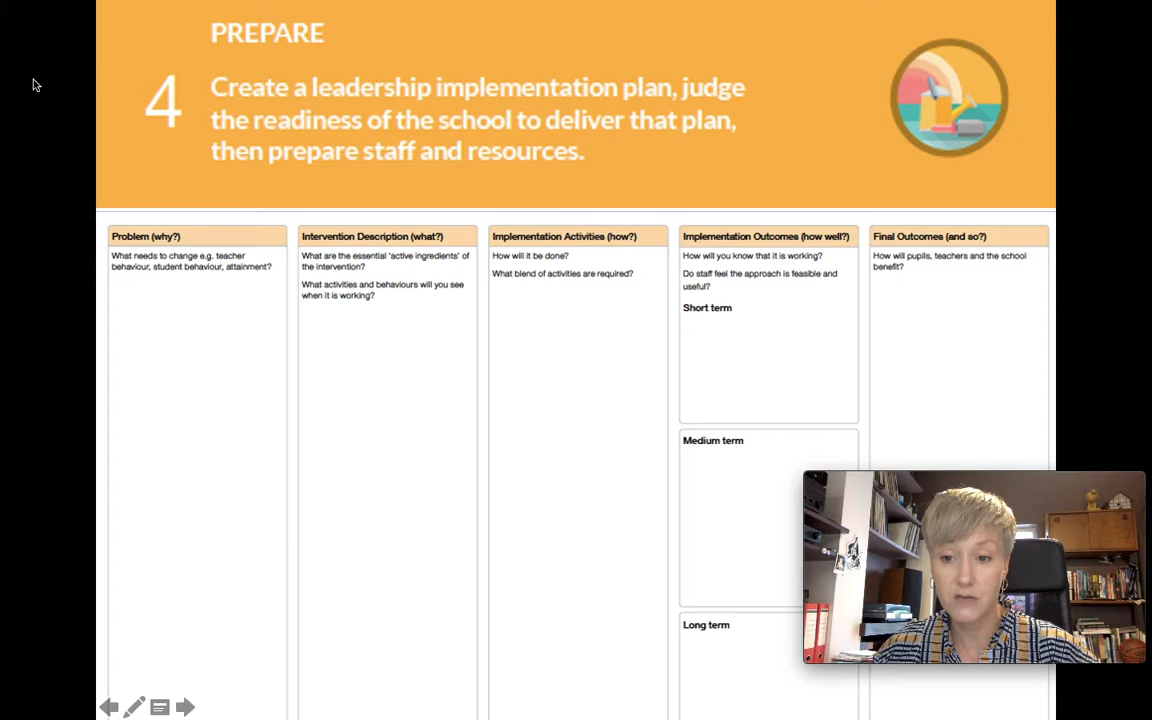 PREPARE
4
Create a leadership implementation plan, judge
the readiness of the school to deliver that plan,
then prepare staff and resources.
Problem (why?)
What needs to change e.g. teacher
behaviour, student behaviour, attainment?
Intervention Description (what?)
What are the essential 'active ingredients' of
the intervention?
What activities and behaviours will you see
when it is working?
Implementation Activities (how?)
How will it be done?
What blend of activities are required?
Implementation Outcomes (how well?)
How will you know that it is working?
Do staff feel the approach is feasible and
useful?
Short term
Medium term
Long term
Final Outcomes (and so?)
How will pupils, teachers and the school
benefit?